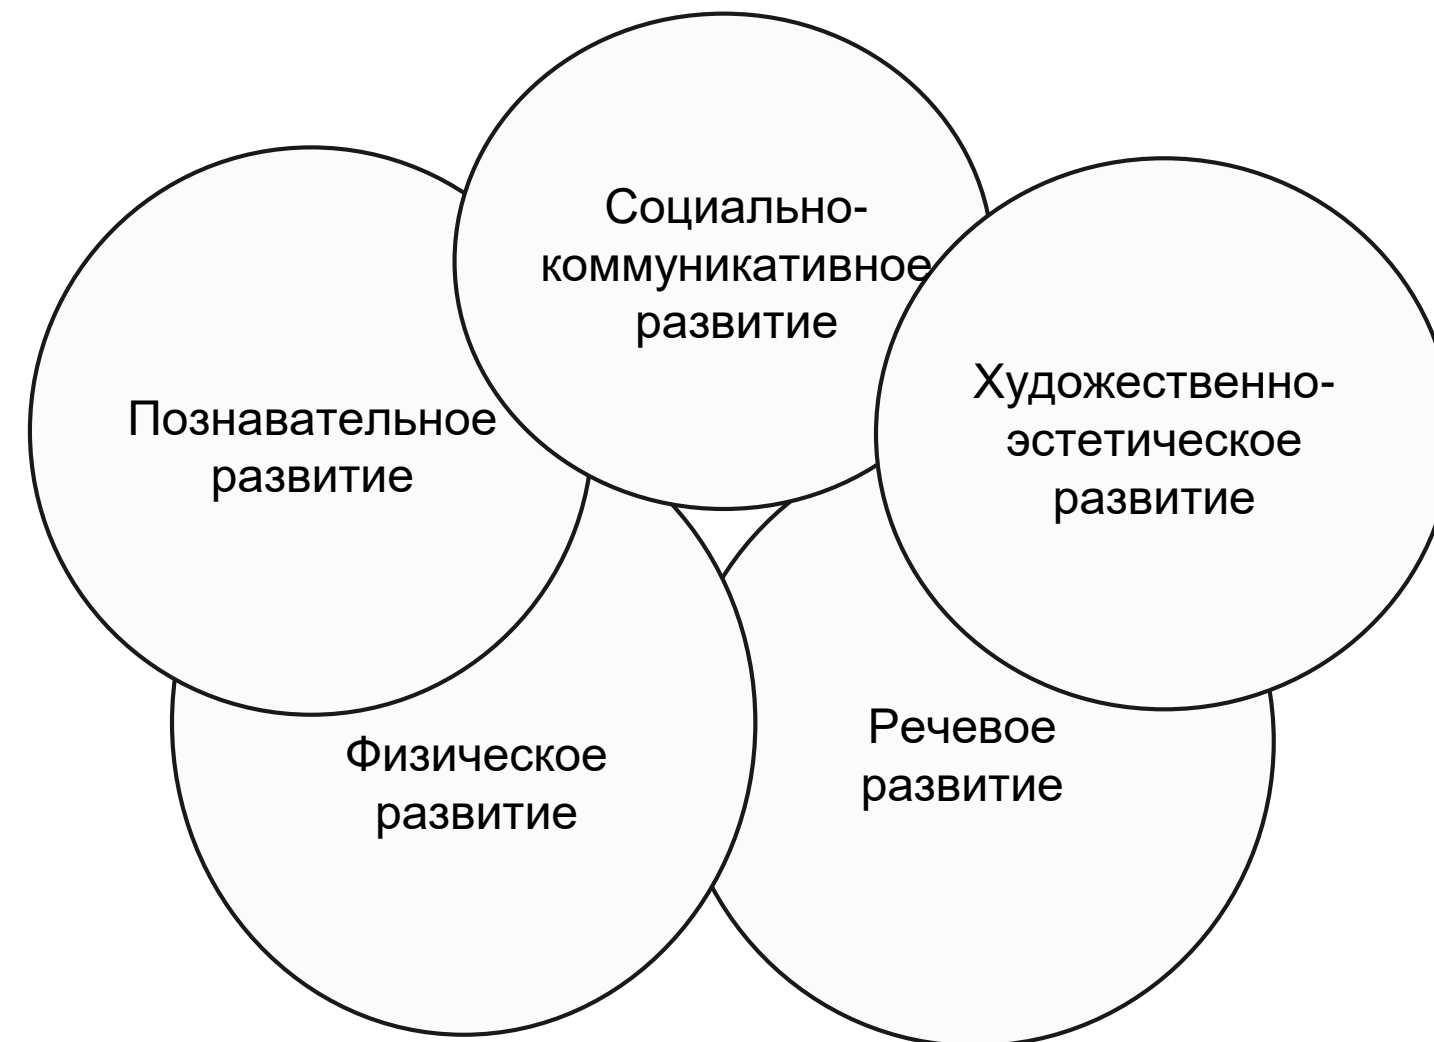 Социально-
коммуникативное
развитие
Познавательное
развитие
Художественно-
эстетическое
развитие
Физическое
развитие
Речевое
развитие